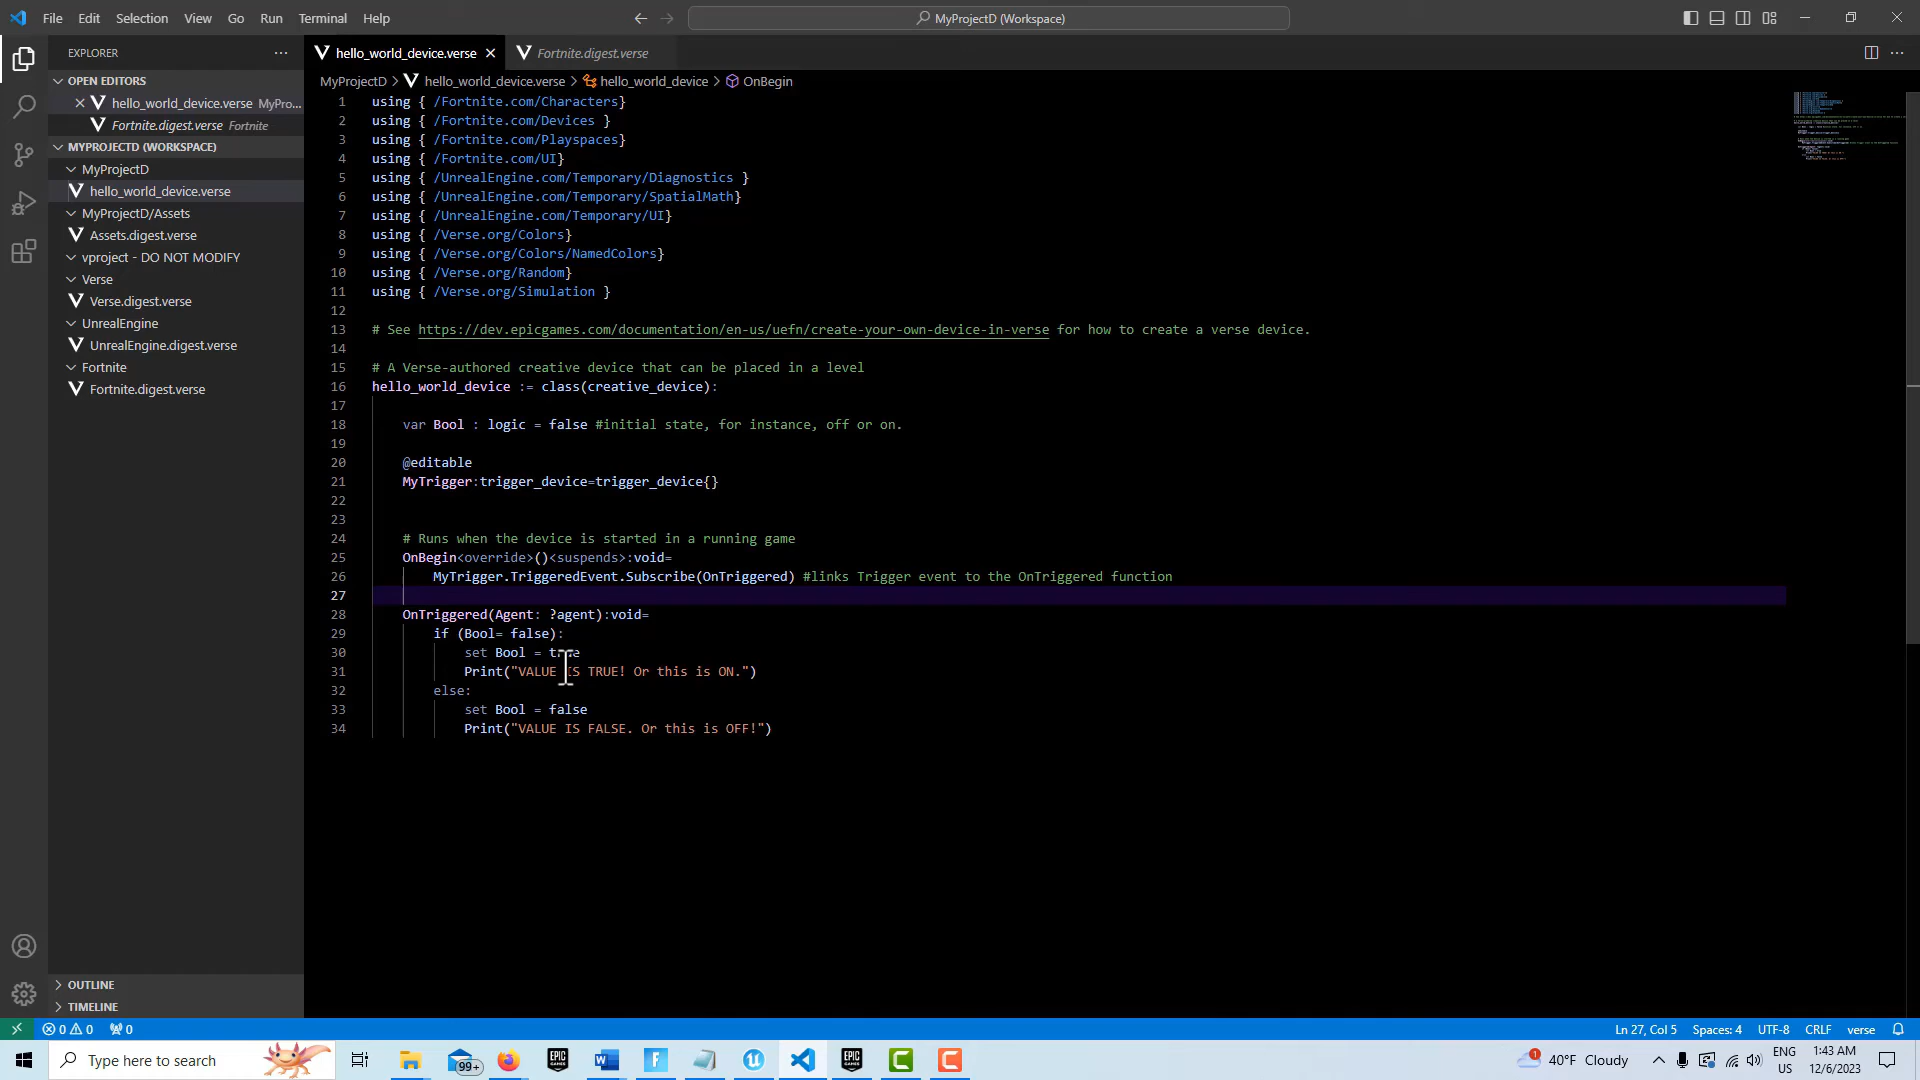 File Edit Selection View Go Run Terminal Help
MyProjectD (Workspace)
EXPLORER
hello_world_device.verse
Fortnite.digest.verse
OPEN EDITORS
hello_world_device.verse MyPro...
Fortnite.digest.verse Fortnite
MYPROJECTD (WORKSPACE)
MyProjectD
hello_world_device.verse
MyProjectD/Assets
Assets.digest.verse
vproject - DO NOT MODIFY
Verse
Verse.digest.verse
UnrealEngine
UnrealEngine.digest.verse
Fortnite
Fortnite.digest.verse
OUTLINE
TIMELINE
MyProjectD > hello_world_device.verse > hello_world_device > OnBegin
1 using { /Fortnite.com/Characters}
2 using { /Fortnite.com/Devices }
3 using { /Fortnite.com/Playspaces}
4 using { /Fortnite.com/UI}
5 using { /UnrealEngine.com/Temporary/Diagnostics }
6 using { /UnrealEngine.com/Temporary/SpatialMath}
7 using { /UnrealEngine.com/Temporary/UI}
8 using { /Verse.org/Colors}
9 using { /Verse.org/Colors/NamedColors}
10 using { /Verse.org/Random}
11 using { /Verse.org/Simulation }
12
13 # See https://dev.epicgames.com/documentation/en-us/uefn/create-your-own-device-in-verse for how to create a verse device.
14
15 # A Verse-authored creative device that can be placed in a level
16 hello_world_device := class(creative_device):
17
18 var Bool : logic = false #initial state, for instance, off or on.
19
20 @editable
21 MyTrigger:trigger_device=trigger_device{}
22
23
24 # Runs when the device is started in a running game
25 OnBegin<override>()<suspends>:void=
26 MyTrigger.TriggeredEvent.Subscribe(OnTriggered) #links Trigger event to the OnTriggered function
27
28 OnTriggered(Agent: ?agent):void=
29 if (Bool= false):
30 set Bool = true
31 Print("VALUE IS TRUE! Or this is ON.")
32 else:
33 set Bool = false
34 Print("VALUE IS FALSE. Or this is OFF!")
0 0 0
Ln 27, Col 5 Spaces: 4 UTF-8 CRLF verse
Type here to search
99+
EPIC GAMES
EPIC GAMES
1
40°F Cloudy
ENG US
1:43 AM
12/6/2023